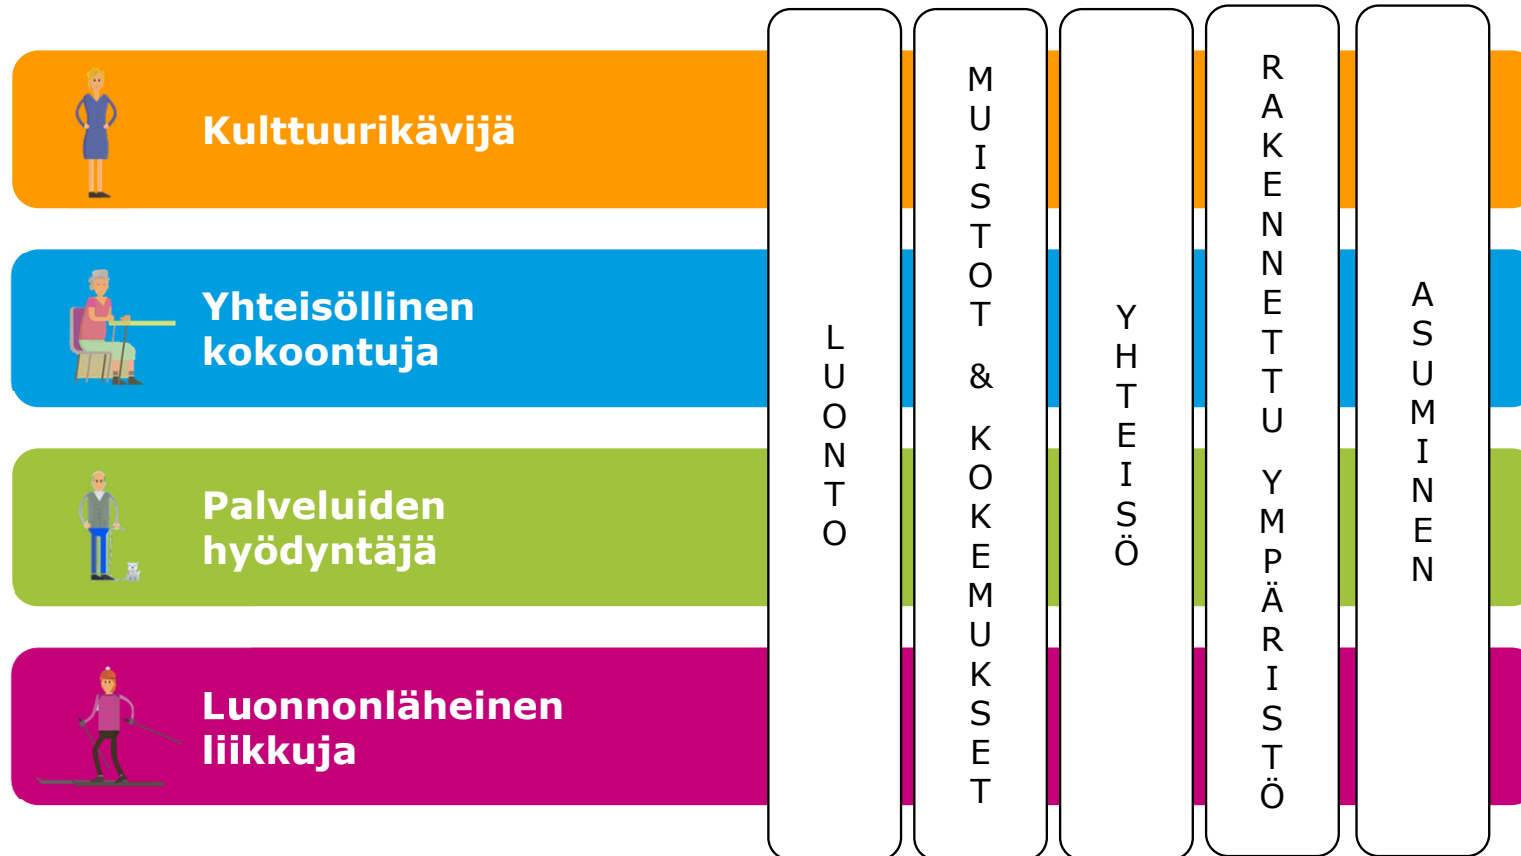 Kulttuurikävijä
Yhteisöllinen
kokoontuja
Palveluiden
hyödyntäjä
Luonnonläheinen
liikkuja
LUONTO
MUISTOT & KOKEMUKSET
YHTEISÖ
RAKENNETTU YMPÄRISTÖ
ASUMINEN